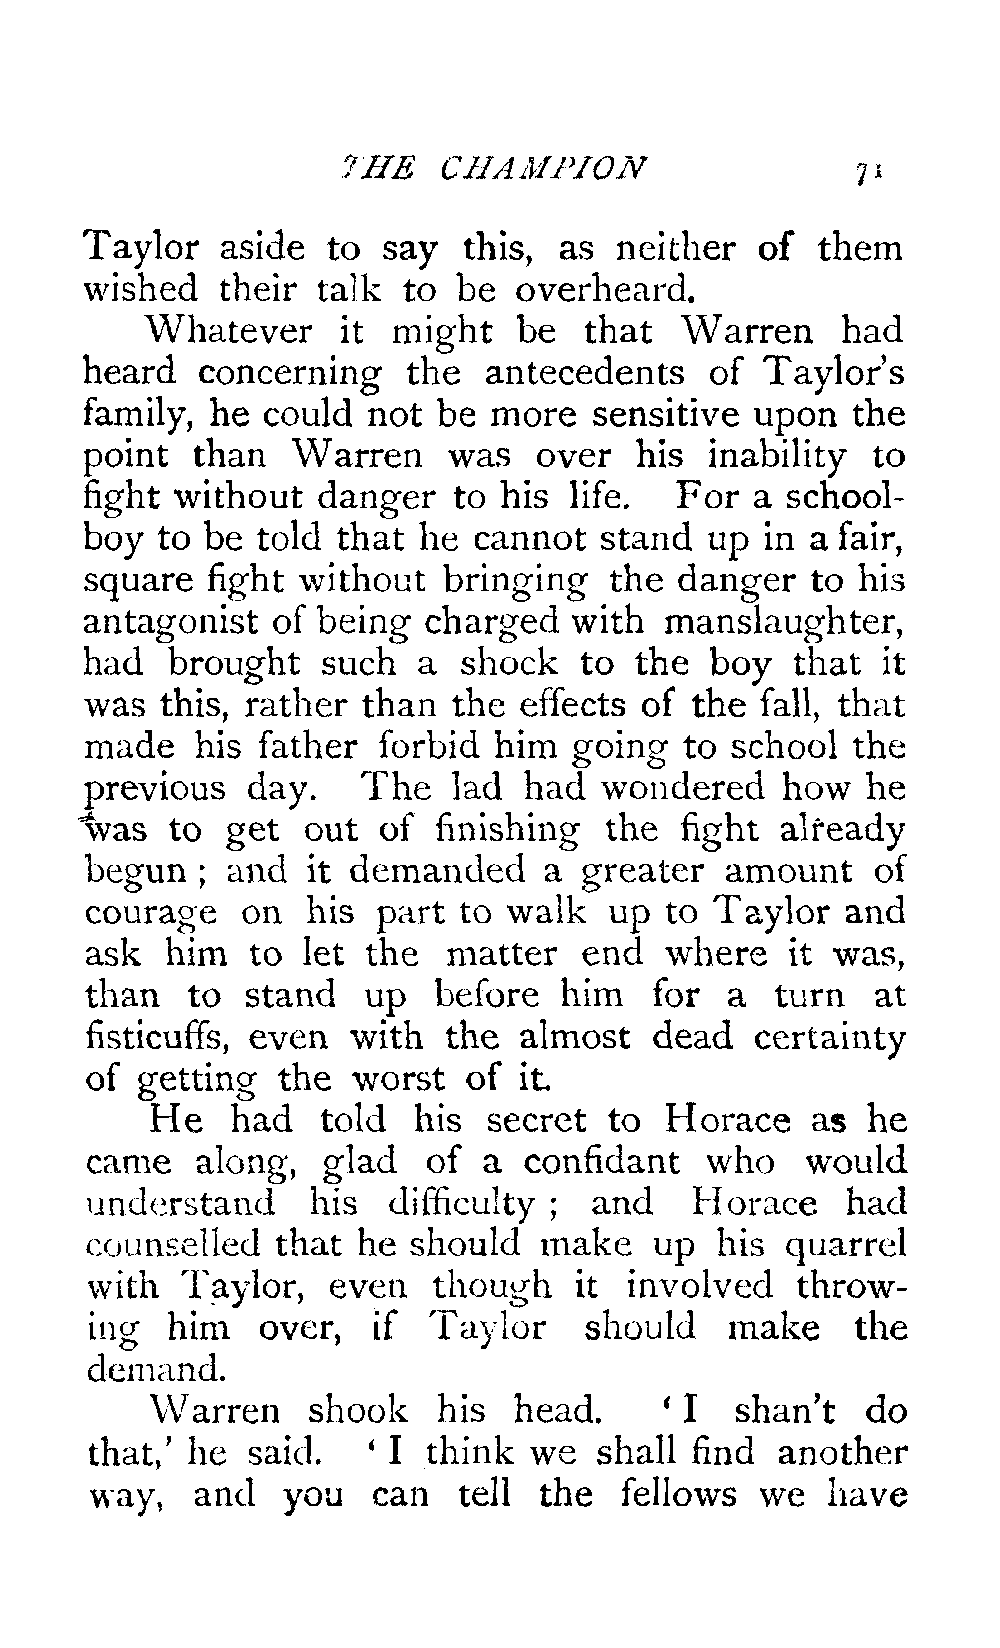 THE CHAMPION 71
Taylor aside to say this, as neither of them
wished their talk to be overheard.
Whatever it might be that Warren had
heard concerning the antecedents of Taylor's
family, he could not be more sensitive upon the
point than Warren was over his inability to
fight without danger to his life. For a school-
boy to be told that he cannot stand up in a fair,
square fight without bringing the danger to his
antagonist of being charged with manslaughter,
had brought such a shock to the boy that it
was this, rather than the effects of the fall, that
made his father forbid him going to school the
previous day. The lad had wondered how he
was to get out of finishing the fight already
begun ; and it demanded a greater amount of
courage on his part to walk up to Taylor and
ask him to let the matter end where it was,
than to stand up before him for a turn at
fisticuffs, even with the almost dead certainty
of getting the worst of it.
He had told his secret to Horace as he
came along, glad of a confidant who would
understand his difficulty ; and Horace had
counselled that he should make up his quarrel
with Taylor, even though it involved throw-
ing him over, if Taylor should make the
demand.
Warren shook his head. ‘ I shan't do
that,’ he said. ‘ I think we shall find another
way, and you can tell the fellows we have